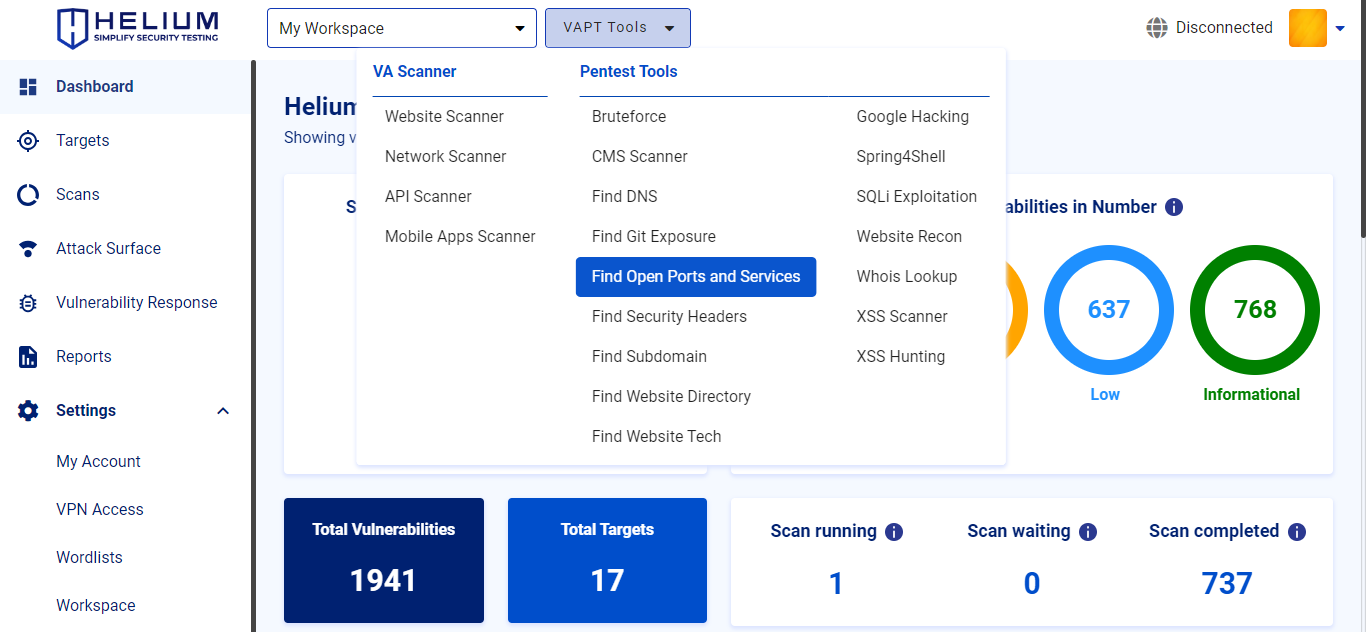 HELIUM
SIMPLIFY SECURITY TESTING
My Workspace
VAPT Tools
Disconnected
Dashboard
Targets
Scans
Attack Surface
Vulnerability Response
Reports
Settings
My Account
VPN Access
Wordlists
Workspace
VA Scanner
Website Scanner
Network Scanner
API Scanner
Mobile Apps Scanner
Pentest Tools
Bruteforce
CMS Scanner
Find DNS
Find Git Exposure
Find Open Ports and Services
Find Security Headers
Find Subdomain
Find Website Directory
Find Website Tech
Google Hacking
Spring4Shell
SQLi Exploitation
Website Recon
Whois Lookup
XSS Scanner
XSS Hunting
Helium
Showing v
S
abilities in Number
637
Low
768
Informational
Total Vulnerabilities
1941
Total Targets
17
Scan running
1
Scan waiting
0
Scan completed
737